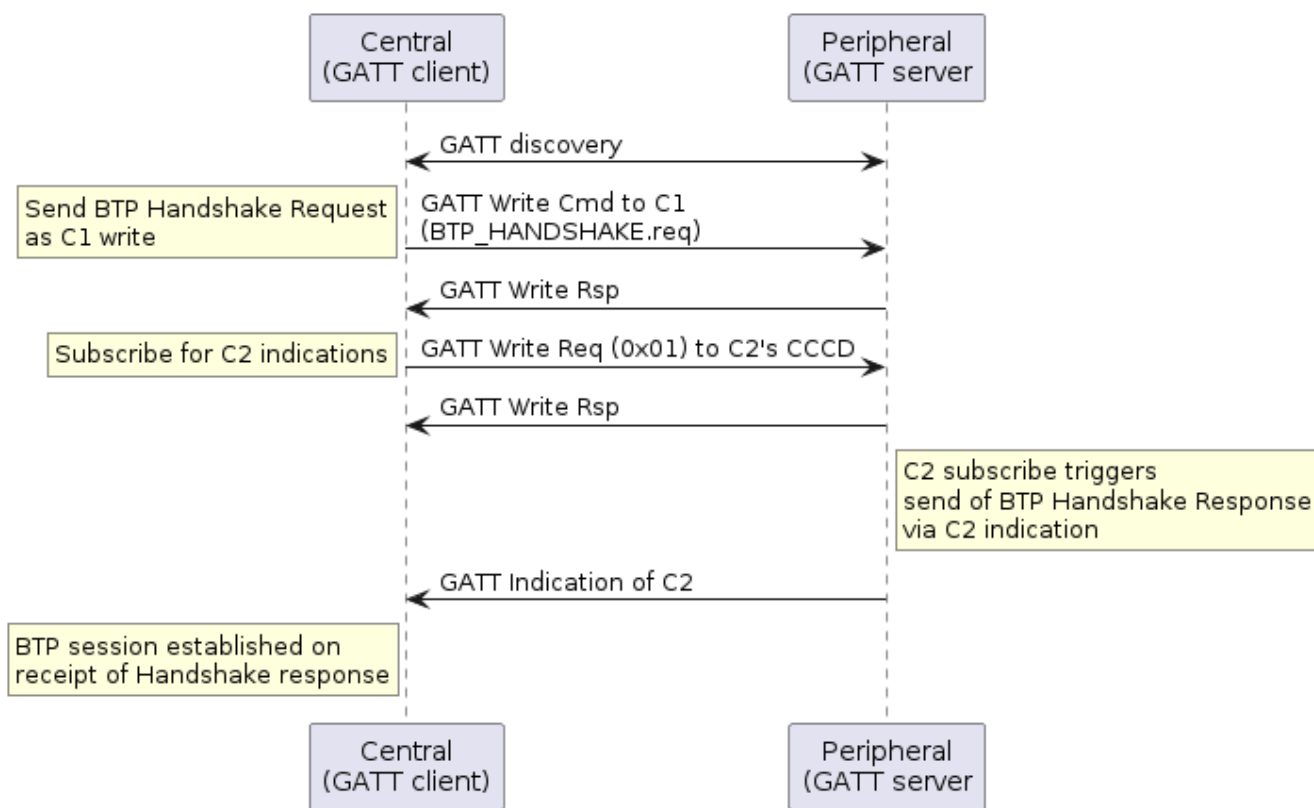 Central
(GATT client)
Peripheral
(GATT server
GATT discovery
Send BTP Handshake Request
as C1 write
GATT Write Cmd to C1
(BTP_HANDSHAKE.req)
GATT Write Rsp
Subscribe for C2 indications
GATT Write Req (0x01) to C2's CCCD
GATT Write Rsp
C2 subscribe triggers
send of BTP Handshake Response
via C2 indication
GATT Indication of C2
BTP session established on
receipt of Handshake response
Central
(GATT client)
Peripheral
(GATT server